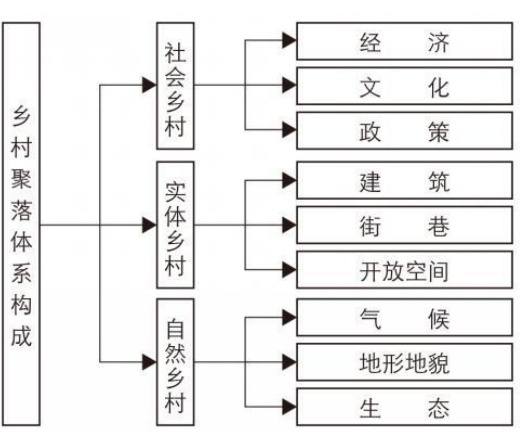 乡村聚落体系构成
社会乡村
经 济
文 化
政 策
实体乡村
建 筑
街 巷
开放空间
自然乡村
气 候
地形地貌
生 态